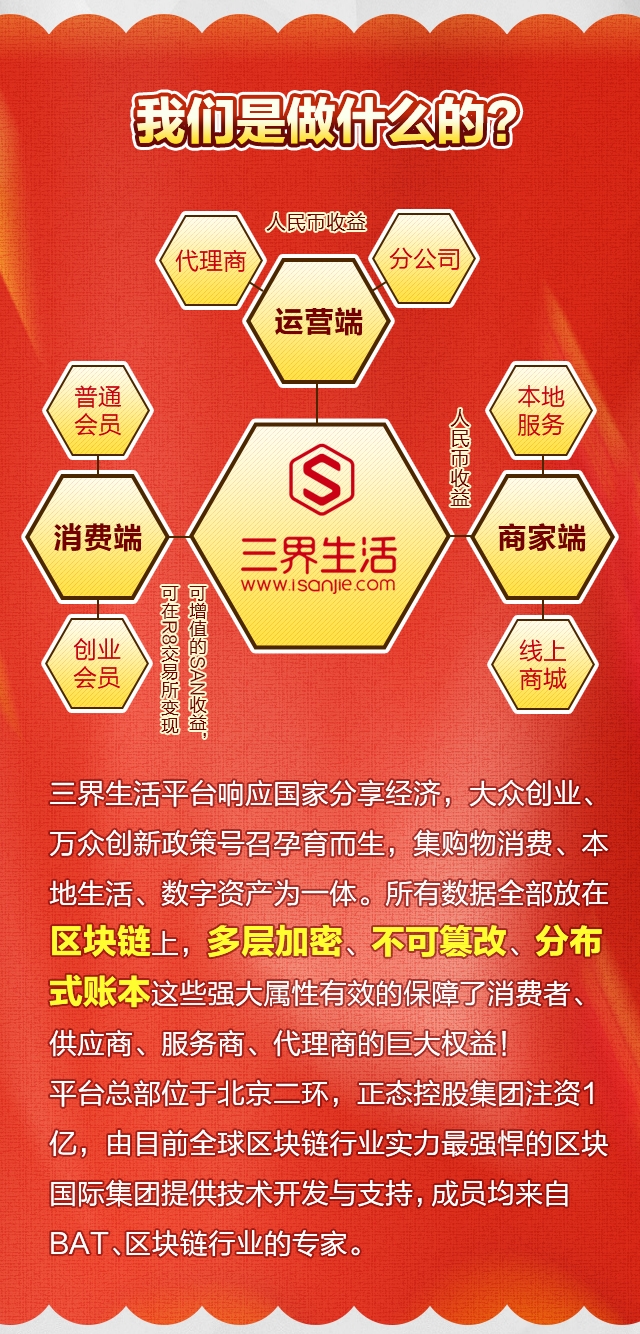 我们是做什么的?
人民币收益
代理商
分公司
运营端
普通
会员
本地
服务
人民币收益
消费端
三界生活
www.isanjie.com
商家端
可增值的SAN收益,
可在R8交易所变现
创业
会员
线上
商城
三界生活平台响应国家分享经济，大众创业、
万众创新政策号召孕育而生，集购物消费、本
地生活、数字资产为一体。所有数据全部放在
区块链上，多层加密、不可篡改、分布
式账本这些强大属性有效的保障了消费者、
供应商、服务商、代理商的巨大权益！
平台总部位于北京二环，正态控股集团注资1
亿，由目前全球区块链行业实力最强悍的区块
国际集团提供技术开发与支持，成员均来自
BAT、区块链行业的专家。